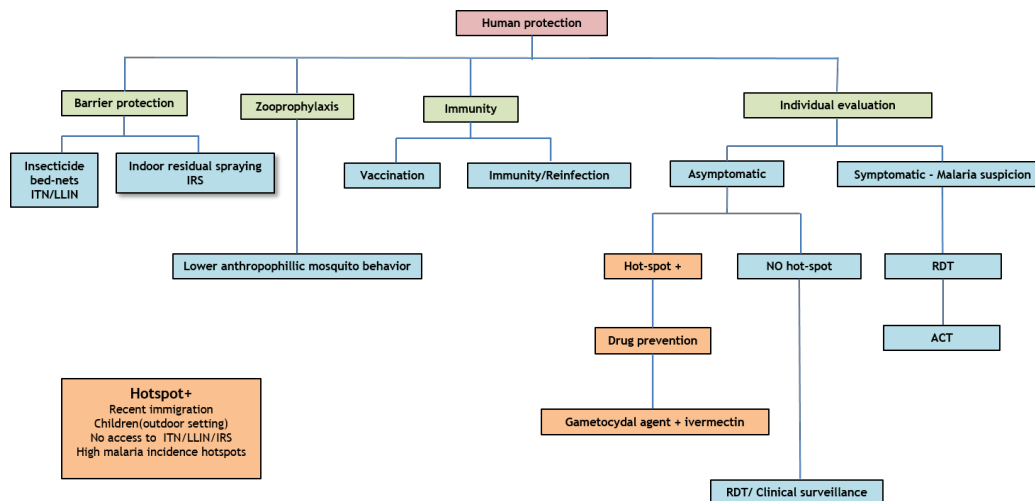 Human protection
Barrier protection
Zooprophylaxis
Immunity
Individual evaluation
Insecticide
bed-nets
ITN/LLIN
Indoor residual spraying
IRS
Vaccination
Immunity/Reinfection
Asymptomatic
Symptomatic - Malaria suspicion
Lower anthropophillic mosquito behavior
Hot-spot +
NO hot-spot
RDT
Drug prevention
ACT
Hotspot+
Recent immigration
Children(outdoor setting)
No access to ITN/LLIN/IRS
High malaria incidence hotspots
Gametocydal agent + ivermectin
RDT/ Clinical surveillance